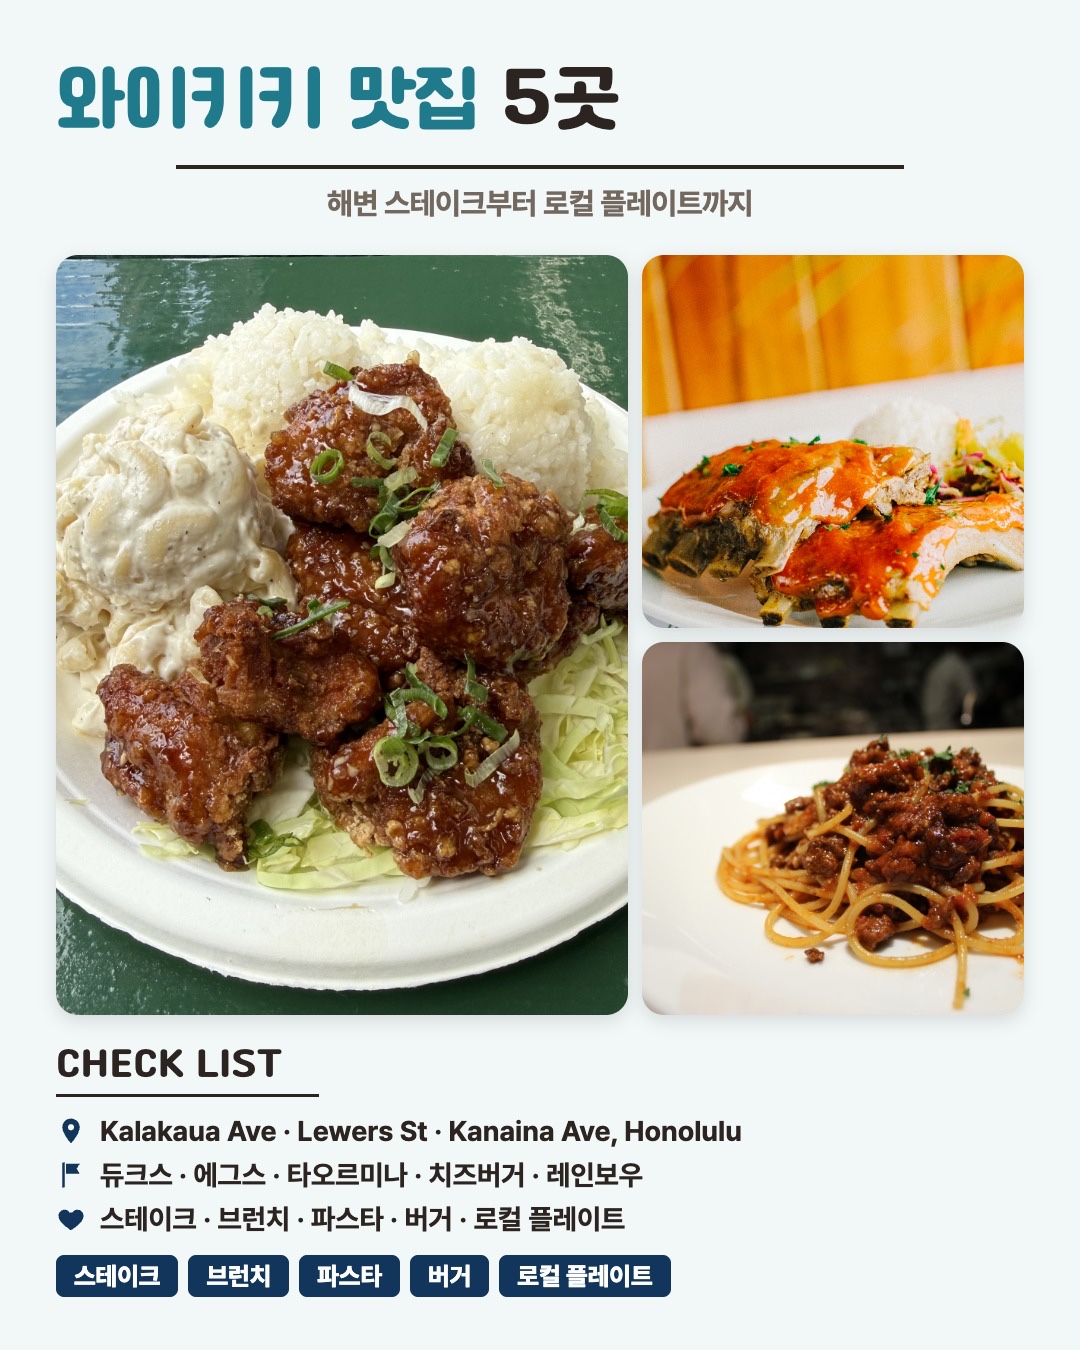 와이키키 맛집 5곳
해변 스테이크부터 로컬 플레이트까지
CHECK LIST
Kalakaua Ave · Lewers St · Kanaina Ave, Honolulu
듀크스 · 에그스 · 타오르미나 · 치즈버거 · 레인보우
스테이크 · 브런치 · 파스타 · 버거 · 로컬 플레이트
스테이크 브런치 파스타 버거 로컬 플레이트